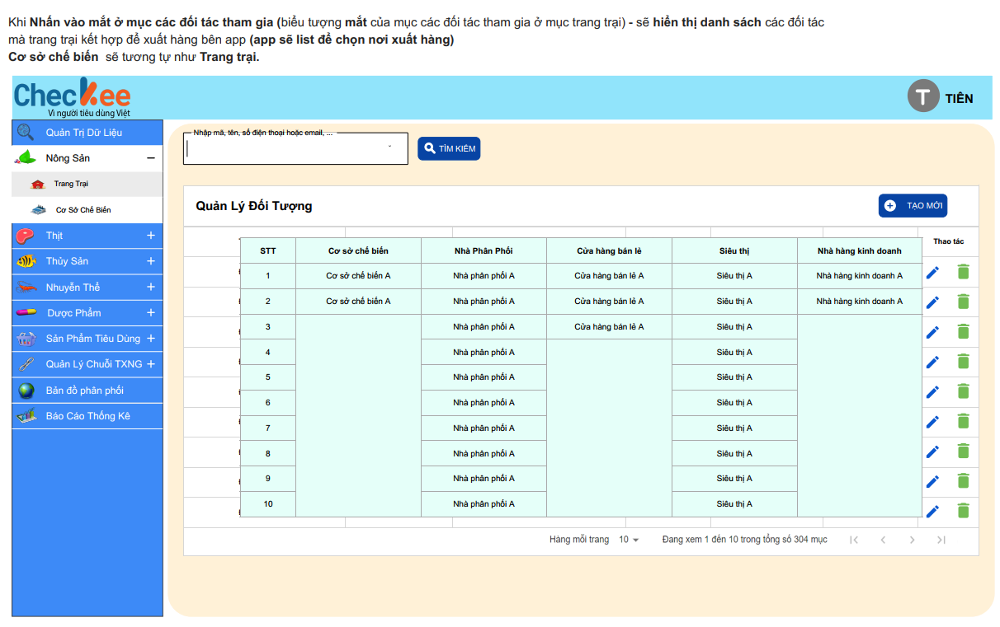 Khi Nhấn vào mắt ở mục các đối tác tham gia (biểu tượng mắt của mục các đối tác tham gia ở mục trang trại) - sẽ hiển thị danh sách các đối tác
mà trang trại kết hợp để xuất hàng bên app (app sẽ list để chọn nơi xuất hàng)
Cơ sở chế biến sẽ tương tự như Trang trại.
Checkee
Vì người tiêu dùng Việt
T TIÊN
Quản Trị Dữ Liệu
Nông Sản
Trang Trại
Cơ Sở Chế Biến
Thịt
Thủy Sản
Nhuyễn Thể
Dược Phẩm
Sản Phẩm Tiêu Dùng
Quản Lý Chuỗi TXNG
Bản đồ phân phối
Báo Cáo Thống Kê
Nhập mã, tên, số điện thoại hoặc email, ...
TÌM KIẾM
Quản Lý Đối Tượng
TẠO MỚI
STT Cơ sở chế biến Nhà Phân Phối Cửa hàng bán lẻ Siêu thị Nhà hàng kinh doanh Thao tác
1 Cơ sở chế biến A Nhà phân phối A Cửa hàng bán lẻ A Siêu thị A Nhà hàng kinh doanh A
2 Cơ sở chế biến A Nhà phân phối A Cửa hàng bán lẻ A Siêu thị A Nhà hàng kinh doanh A
3 Nhà phân phối A Cửa hàng bán lẻ A Siêu thị A
4 Nhà phân phối A Siêu thị A
5 Nhà phân phối A Siêu thị A
6 Nhà phân phối A Siêu thị A
7 Nhà phân phối A Siêu thị A
8 Nhà phân phối A Siêu thị A
9 Nhà phân phối A Siêu thị A
10 Nhà phân phối A Siêu thị A
Hàng mỗi trang 10 Đang xem 1 đến 10 trong tổng số 304 mục